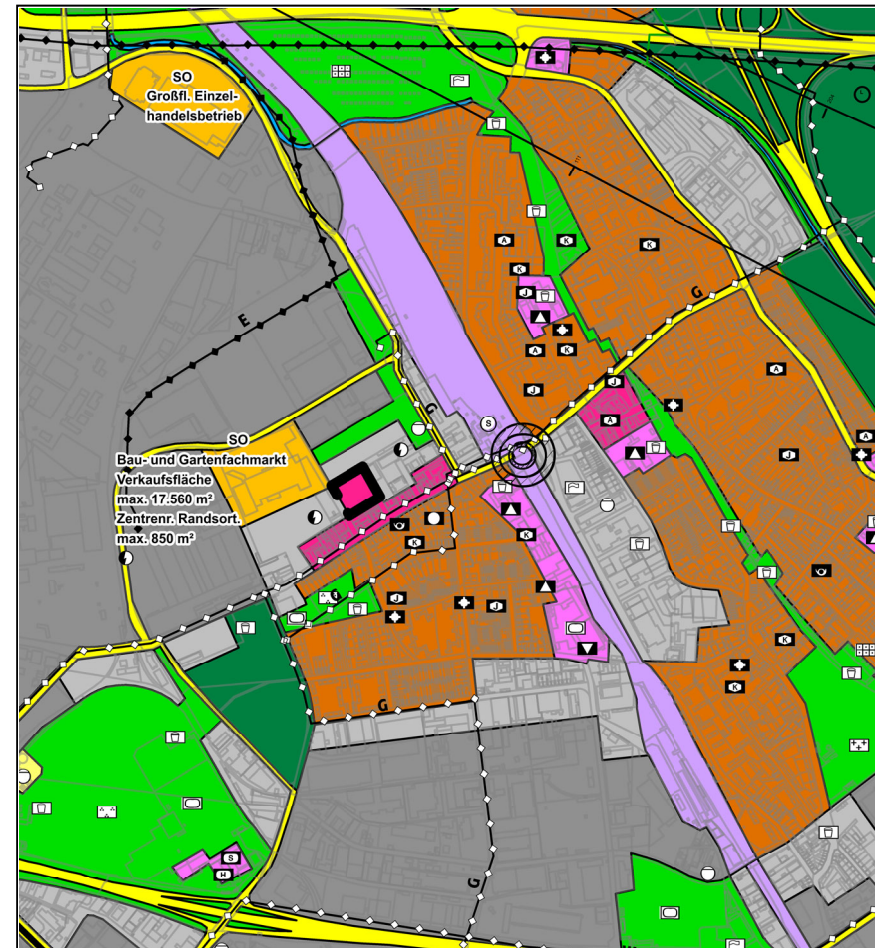 SO
Großfl. Einzel-
handelsbetrieb
A
K
K
K
J
G
E
A
K
J
J
A
A
G
S
J
A
SO
Bau- und Gartenfachmarkt
Verkaufsfläche
max. 17.560 m²
Zentrenr. Randsort.
max. 850 m²
K
K
J
J
K
K
G
G
S
H